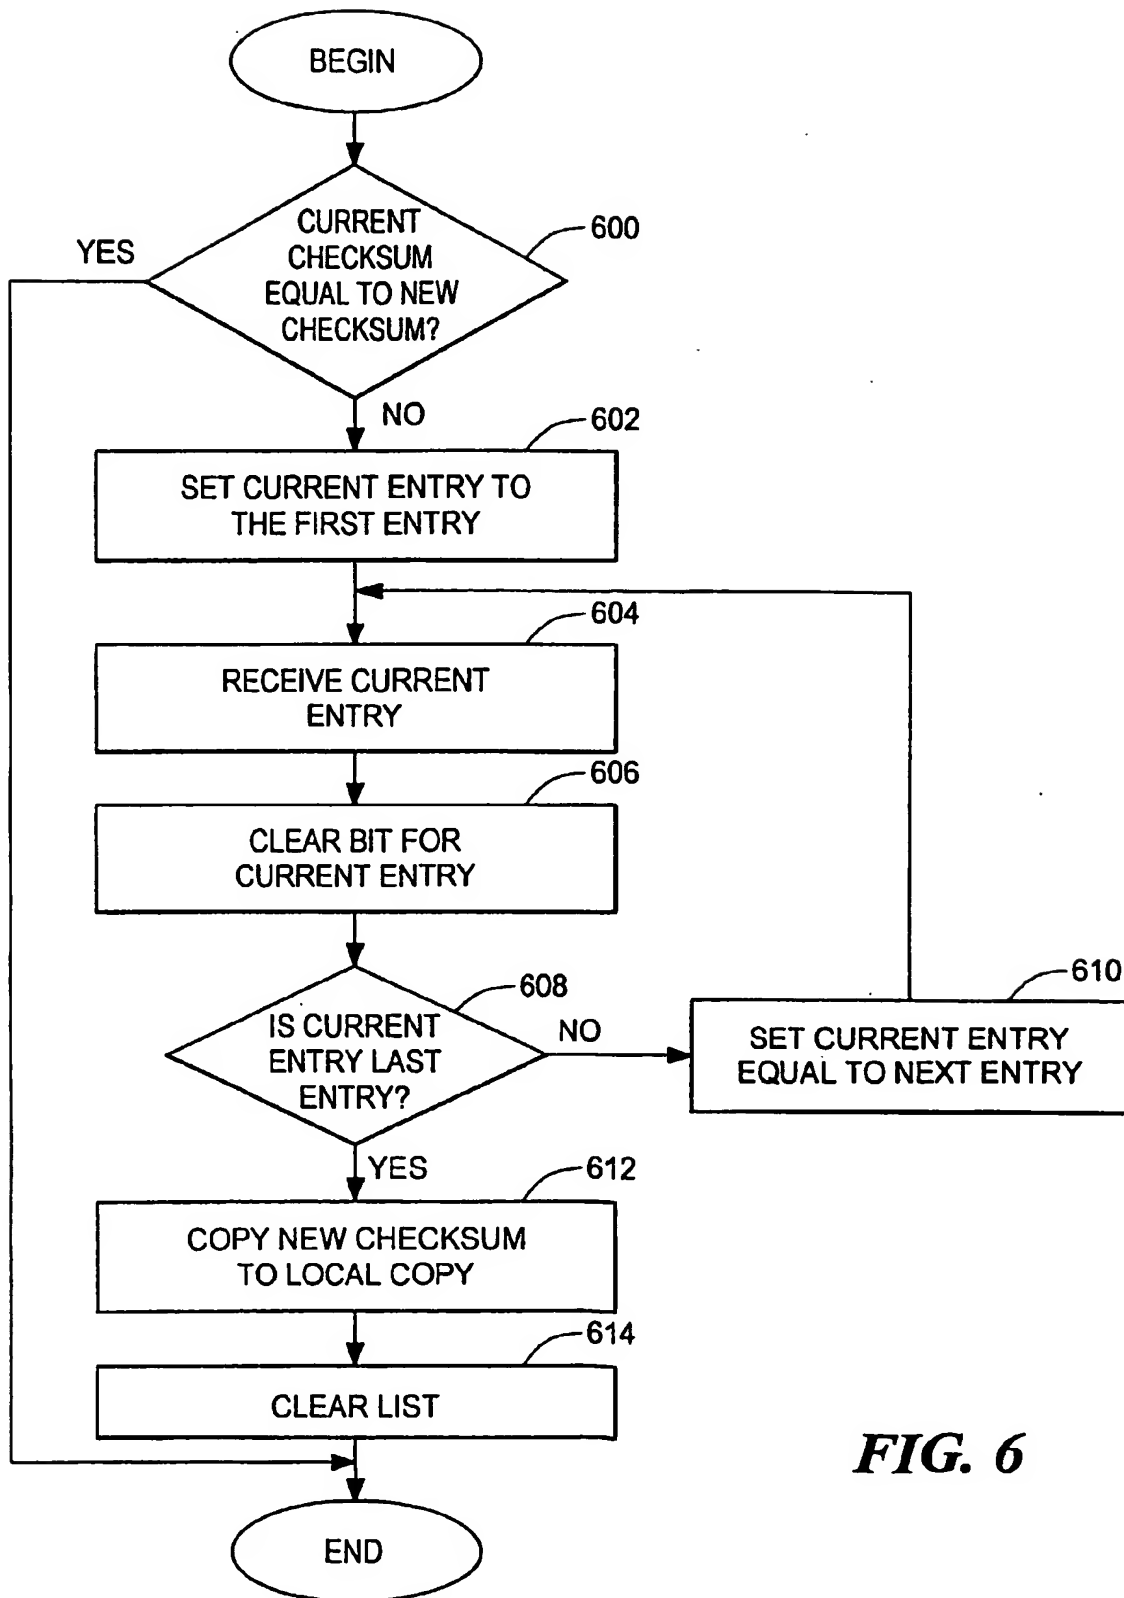 BEGIN
CURRENT
CHECKSUM
EQUAL TO NEW
CHECKSUM?
600
YES
NO
602
SET CURRENT ENTRY TO
THE FIRST ENTRY
604
RECEIVE CURRENT
ENTRY
606
CLEAR BIT FOR
CURRENT ENTRY
608
IS CURRENT
ENTRY LAST
ENTRY?
NO
610
SET CURRENT ENTRY
EQUAL TO NEXT ENTRY
YES
612
COPY NEW CHECKSUM
TO LOCAL COPY
614
CLEAR LIST
FIG. 6
END